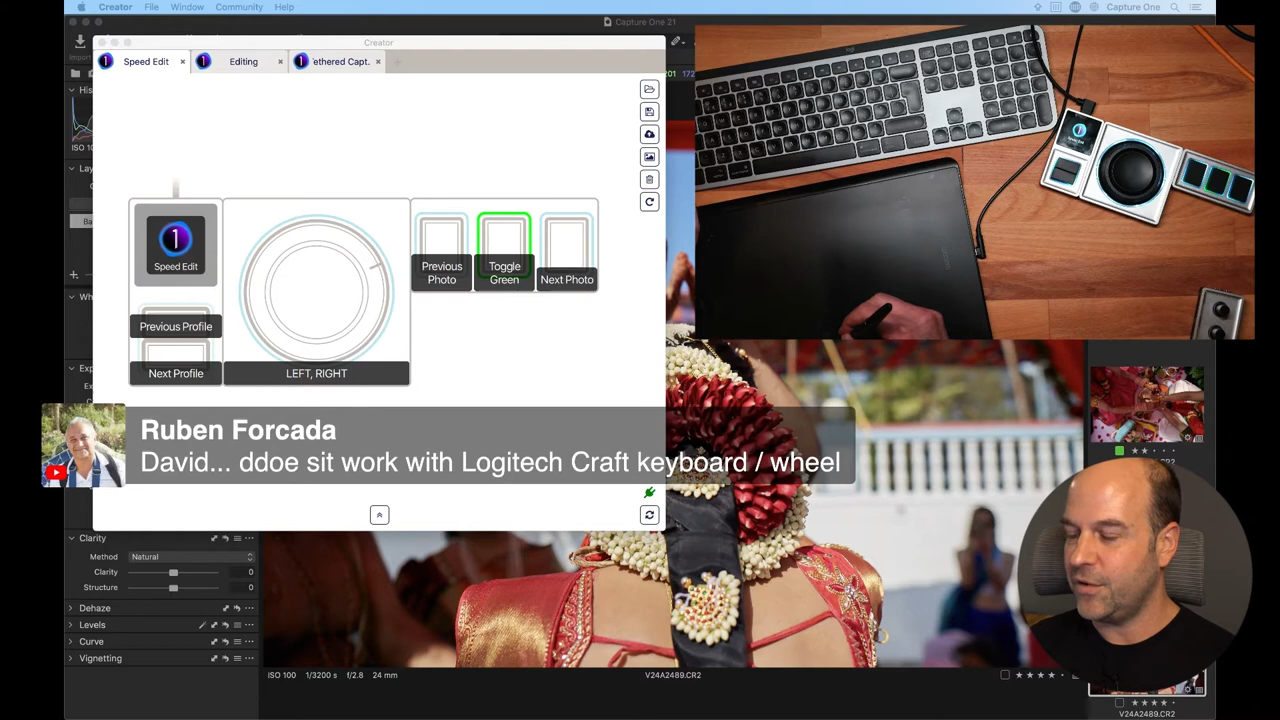 Creator File Window Community Help
Capture One
Capture One 21
Creator
Speed Edit
Editing
Tethered Capt.
ISO 10
Previous Photo
Toggle Green
Next Photo
Speed Edit
Previous Profile
Next Profile
LEFT, RIGHT
Ruben Forcada
David... ddoe sit work with Logitech Craft keyboard / wheel
Clarity
Method Natural
Clarity 0
Structure 0
Dehaze
Levels
Curve
Vignetting
ISO 100 1/3200 s f/2.8 24 mm
V24A2489.CR2
V24A2489.CR2